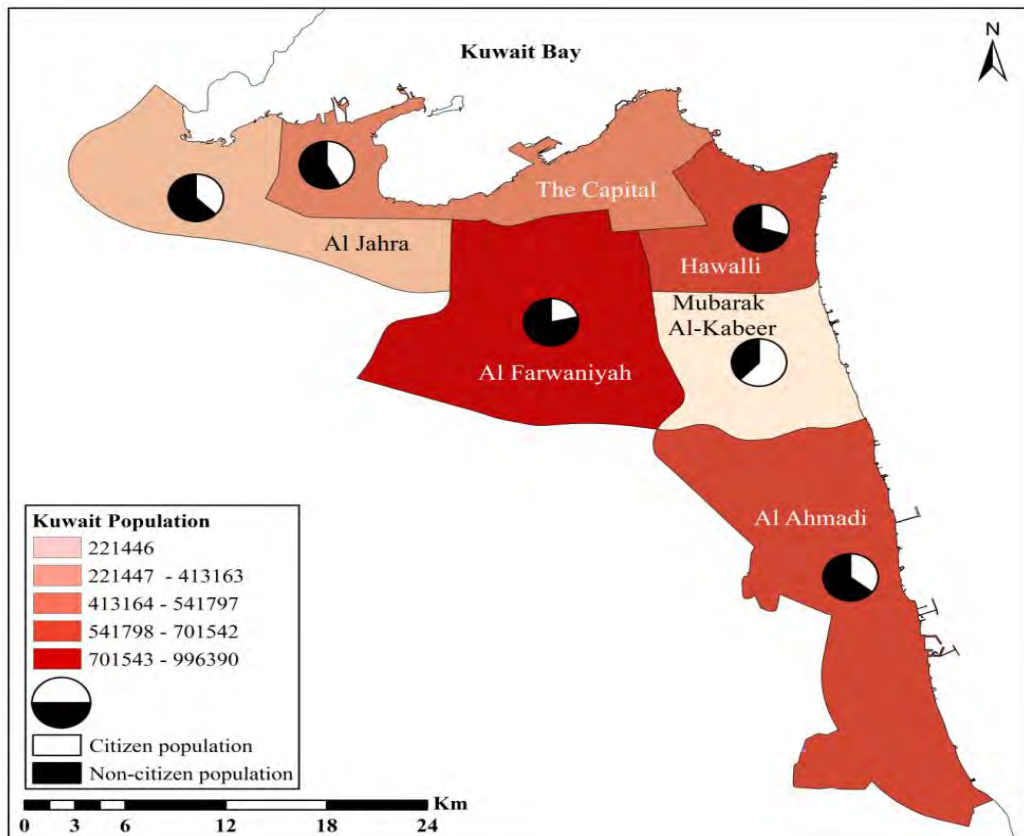 Kuwait Bay
N
The Capital
Al Jahra
Hawalli
Mubarak
Al-Kabeer
Al Farwaniyah
Al Ahmadi
Kuwait Population
221446
221447 - 413163
413164 - 541797
541798 - 701542
701543 - 996390
Citizen population
Non-citizen population
Km
0 3 6 12 18 24